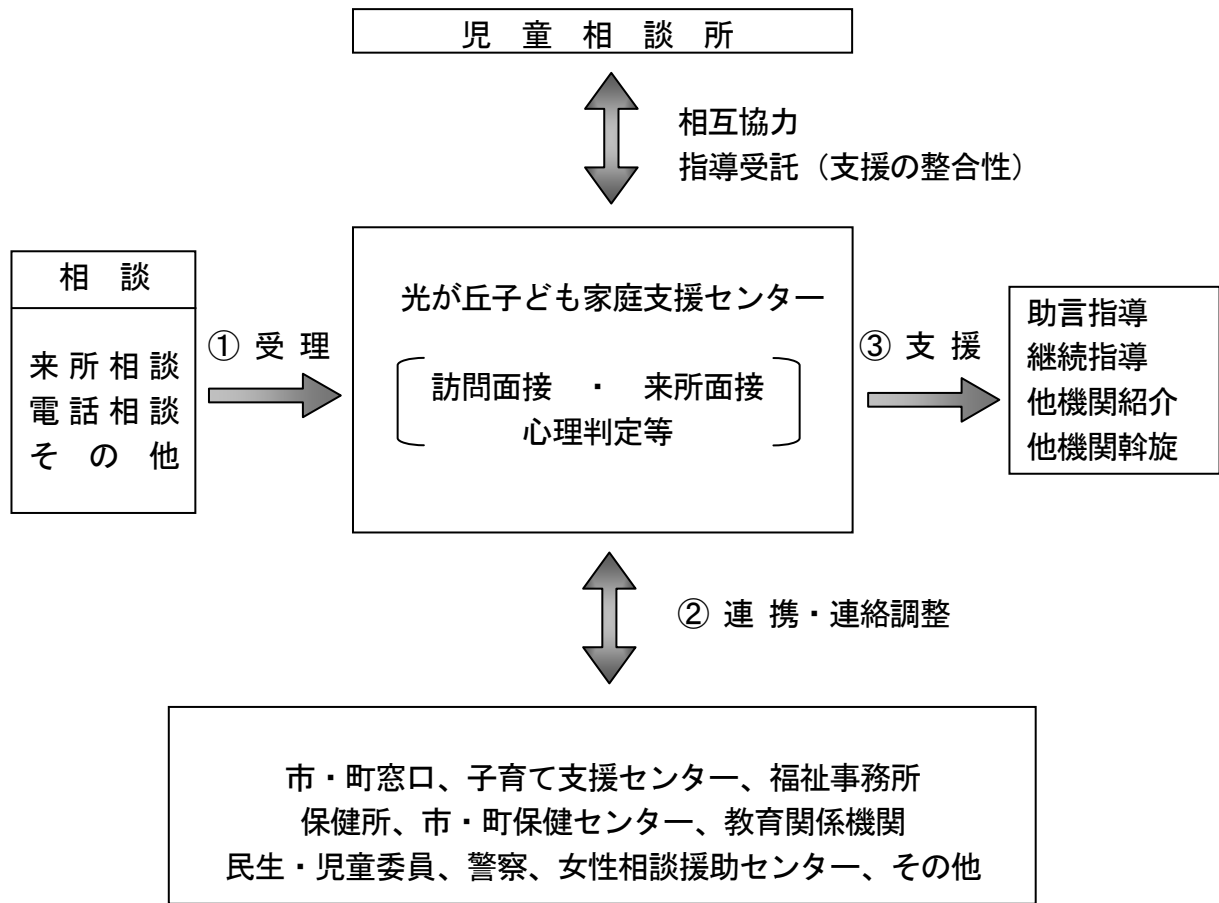 児童相談所
相互協力
指導受託（支援の整合性）
相談
来所相談
電話相談
その他
① 受理
光が丘子ども家庭支援センター
訪問面接 ・ 来所面接
心理判定等
③ 支援
助言指導
継続指導
他機関紹介
他機関斡旋
② 連携・連絡調整
市・町窓口、子育て支援センター、福祉事務所
保健所、市・町保健センター、教育関係機関
民生・児童委員、警察、女性相談援助センター、その他